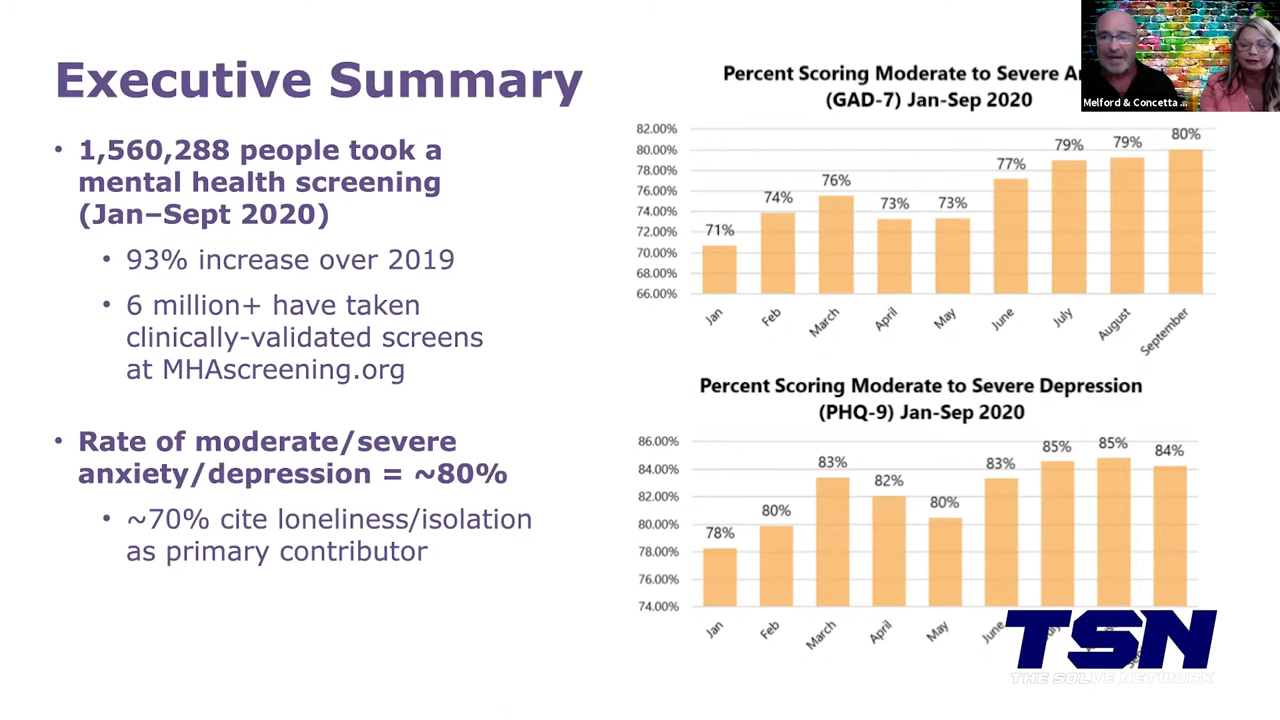 Executive Summary
• 1,560,288 people took a
mental health screening
(Jan–Sept 2020)
• 93% increase over 2019
• 6 million+ have taken
clinically-validated screens
at MHAscreening.org
• Rate of moderate/severe
anxiety/depression = ~80%
• ~70% cite loneliness/isolation
as primary contributor
Percent Scoring Moderate to Severe
(GAD-7) Jan-Sep 2020
82.00%
80.00%
78.00%
76.00%
74.00%
72.00%
70.00%
68.00%
66.00%
71%
74%
76%
73%
73%
77%
79%
79%
80%
Jan
Feb
March
April
May
June
July
August
September
Percent Scoring Moderate to Severe Depression
(PHQ-9) Jan-Sep 2020
86.00%
84.00%
82.00%
80.00%
78.00%
76.00%
74.00%
78%
80%
83%
82%
80%
83%
85%
85%
84%
Jan
Feb
March
April
May
June
July
Melford & Concetta ...
TSN
THE SOLVE NETWORK